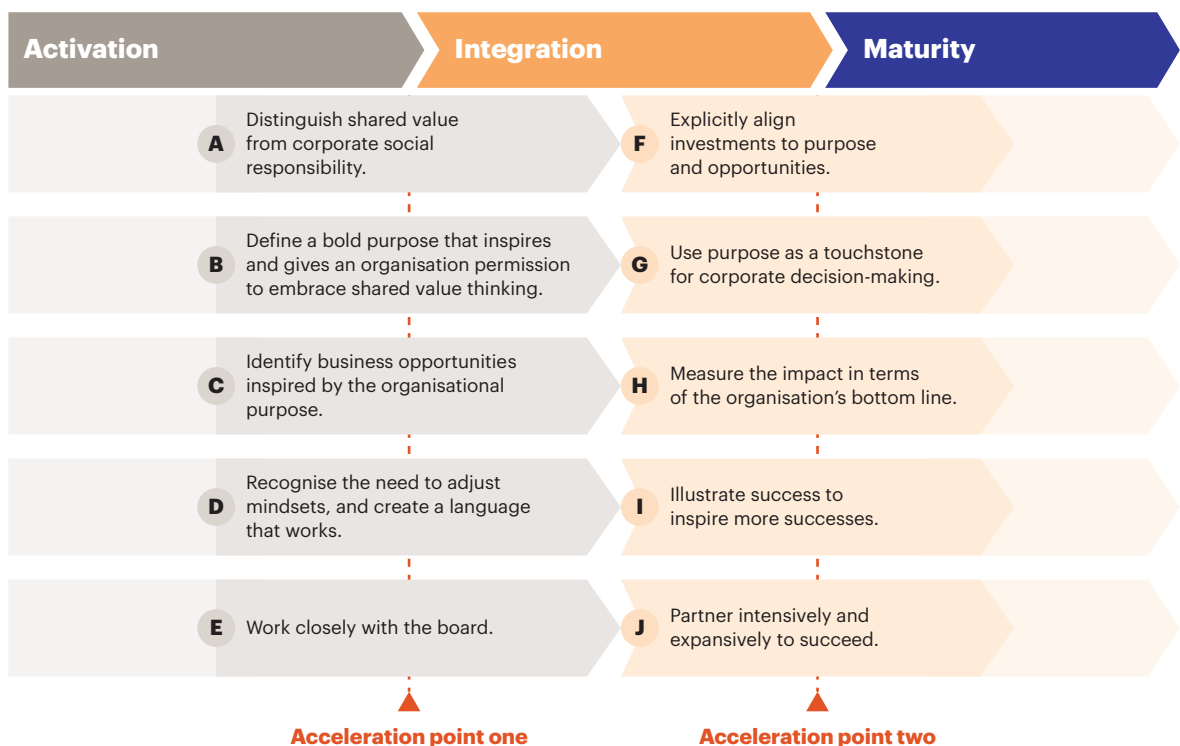 Activation
Integration
Maturity
A
Distinguish shared value
from corporate social
responsibility.
F
Explicitly align
investments to purpose
and opportunities.
B
Define a bold purpose that inspires
and gives an organisation permission
to embrace shared value thinking.
G
Use purpose as a touchstone
for corporate decision-making.
C
Identify business opportunities
inspired by the organisational
purpose.
H
Measure the impact in terms
of the organisation’s bottom line.
D
Recognise the need to adjust
mindsets, and create a language
that works.
I
Illustrate success to
inspire more successes.
E
Work closely with the board.
J
Partner intensively and
expansively to succeed.
Acceleration point one
Acceleration point two